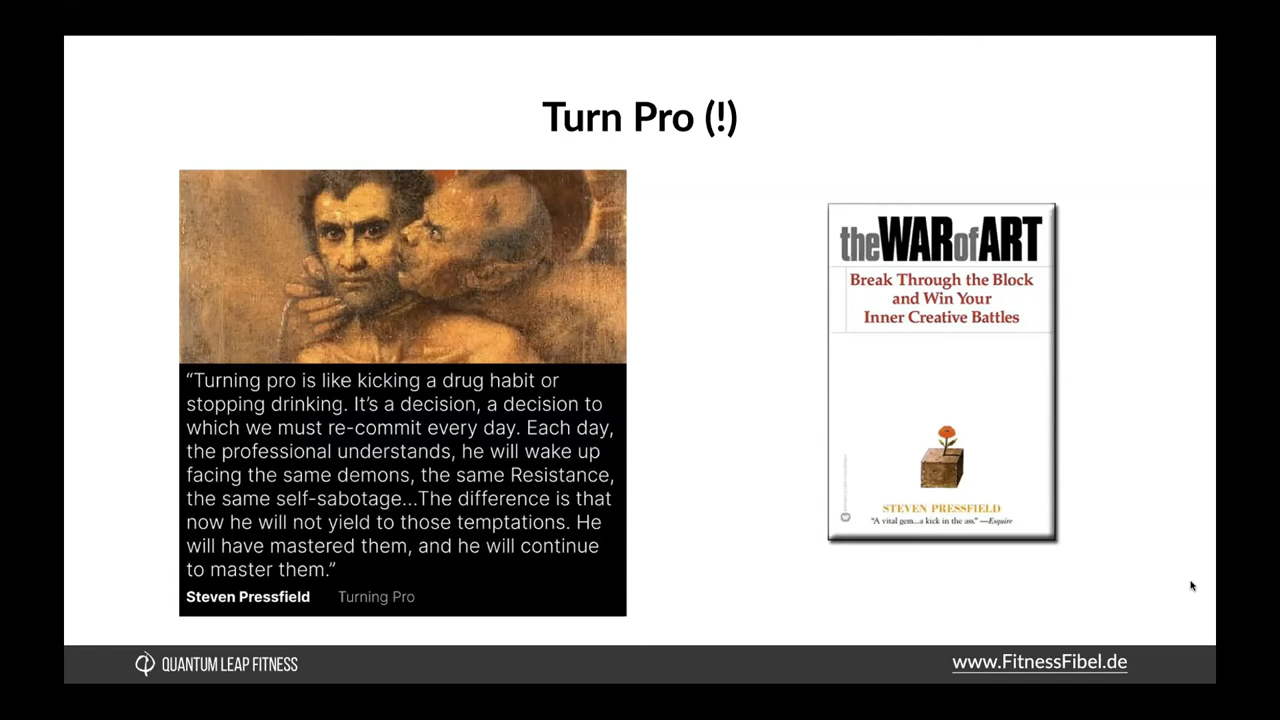 Turn Pro (!)
“Turning pro is like kicking a drug habit or
stopping drinking. It’s a decision, a decision to
which we must re-commit every day. Each day,
the professional understands, he will wake up
facing the same demons, the same Resistance,
the same self-sabotage...The difference is that
now he will not yield to those temptations. He
will have mastered them, and he will continue
to master them.”
Steven Pressfield Turning Pro
theWARofART
Break Through the Block
and Win Your
Inner Creative Battles
STEVEN PRESSFIELD
“A vital gem...a kick in the ass.” —Esquire
QUANTUM LEAP FITNESS
www.FitnessFibel.de